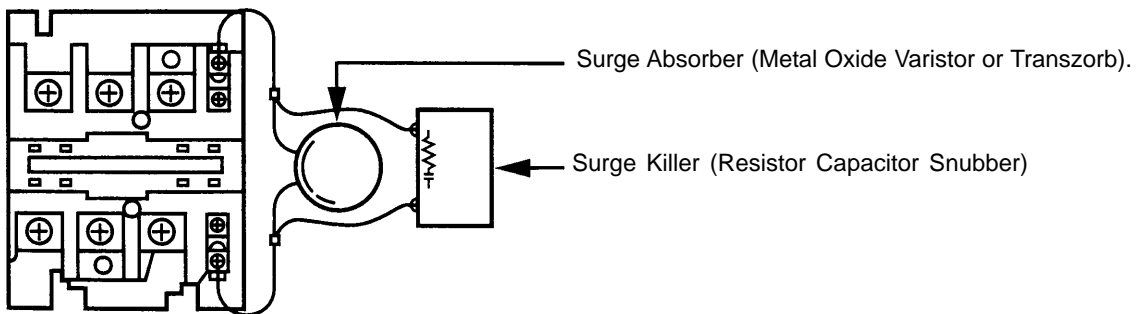 Surge Absorber (Metal Oxide Varistor or Transzorb).
Surge Killer (Resistor Capacitor Snubber)